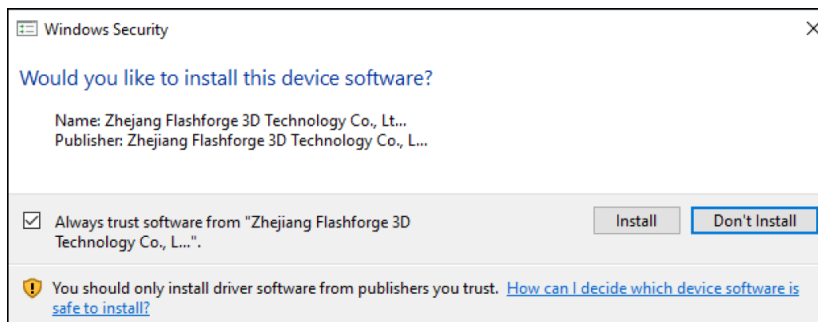 Windows Security
Would you like to install this device software?
Name: Zhejang Flashforge 3D Technology Co., Lt...
Publisher: Zhejiang Flashforge 3D Technology Co., L...
Always trust software from "Zhejiang Flashforge 3D
Technology Co., L...".
Install
Don't Install
You should only install driver software from publishers you trust. How can I decide which device software is
safe to install?